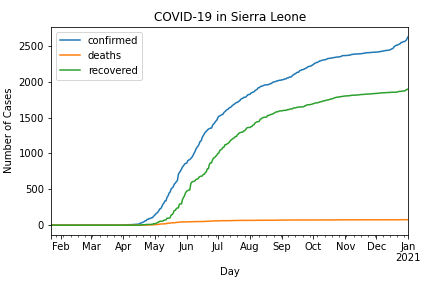 COVID-19 in Sierra Leone
confirmed
deaths
recovered
Number of Cases
2500
2000
1500
1000
500
0
Feb Mar Apr May Jun Jul Aug Sep Oct Nov Dec Jan
2021
Day